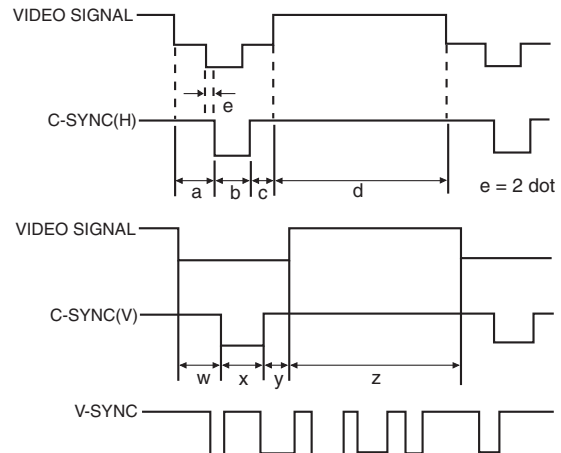 VIDEO SIGNAL
e
C-SYNC(H)
a b c d e = 2 dot
VIDEO SIGNAL
C-SYNC(V)
w x y z
V-SYNC